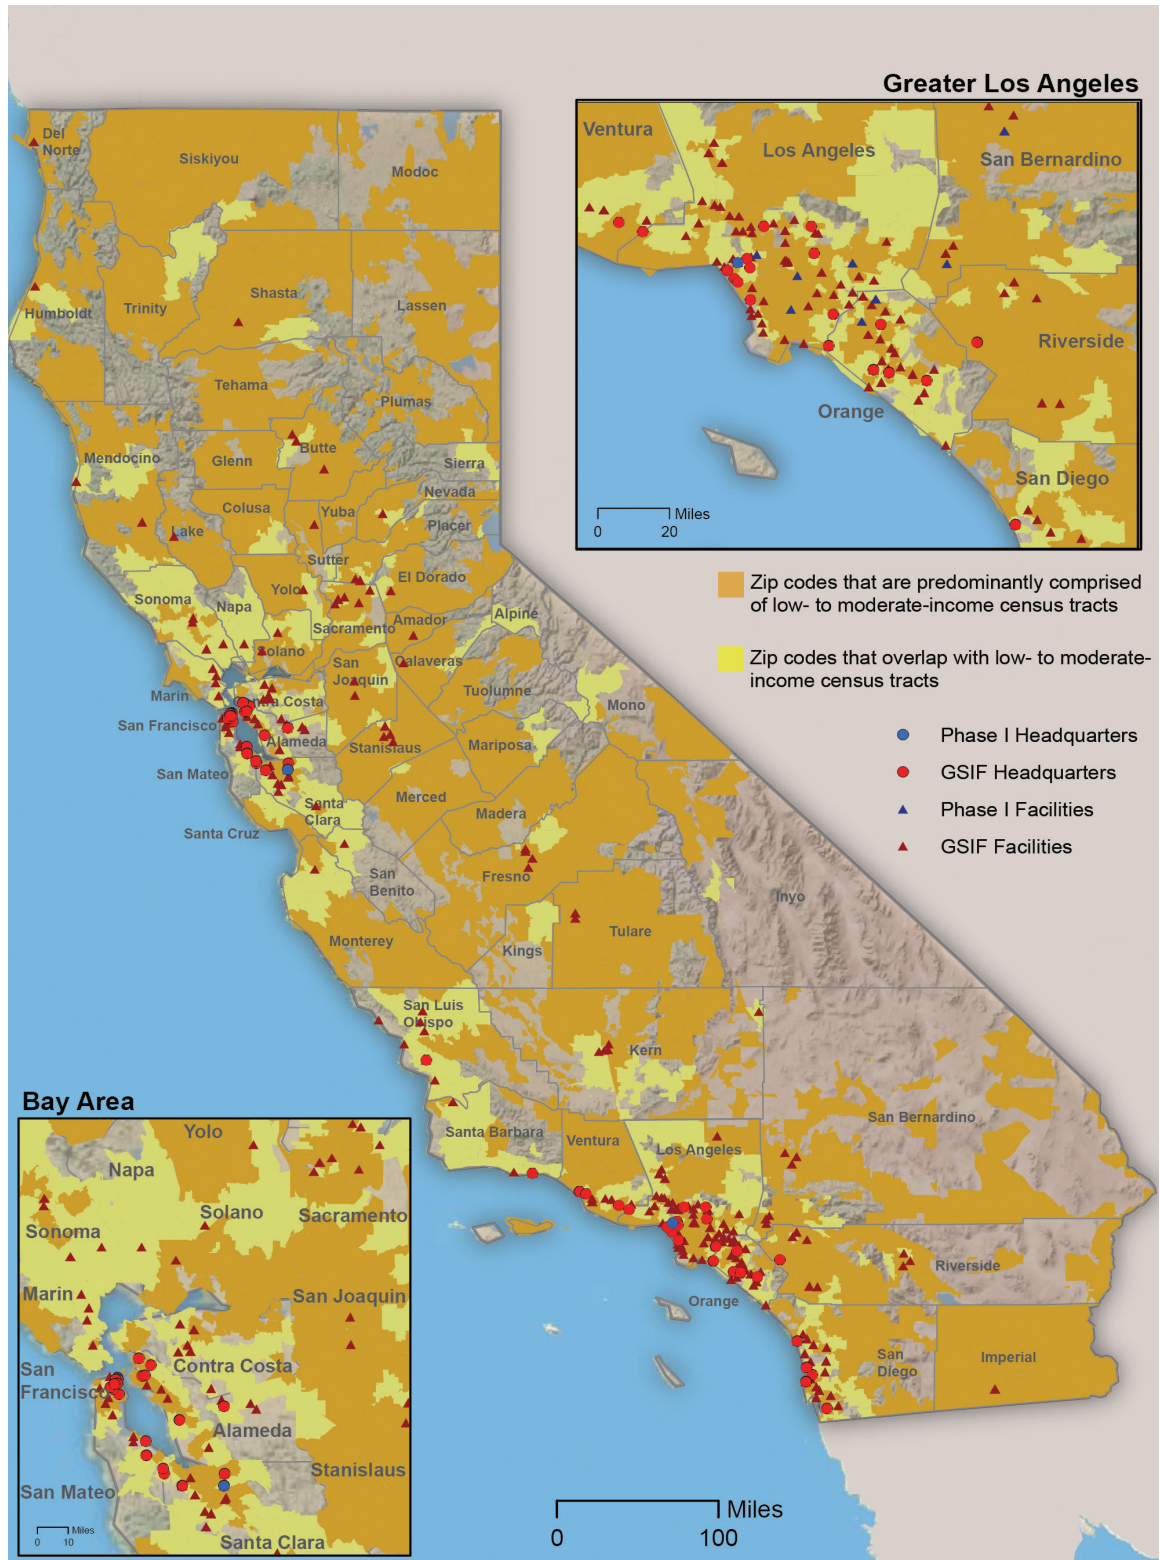 Greater Los Angeles
Ventura
Los Angeles
San Bernardino
Riverside
Orange
San Diego
Miles
0 20
Del
Norte
Siskiyou
Modoc
Humboldt
Trinity
Shasta
Lassen
Tehama
Plumas
Mendocino
Glenn
Butte
Sierra
Nevada
Colusa
Yuba
Placer
Lake
Sutter
El Dorado
Sonoma
Napa
Yolo
Sacramento
Amador
Alpine
Solano
San
Joaquin
Calaveras
Tuolumne
Mono
Marin
Contra Costa
San Francisco
Alameda
Stanislaus
Mariposa
San Mateo
Santa
Clara
Merced
Madera
Santa Cruz
San
Benito
Fresno
Inyo
Monterey
Kings
Tulare
San Luis
Obispo
Kern
San Bernardino
Santa Barbara
Ventura
Los Angeles
Orange
Riverside
San
Diego
Imperial
Zip codes that are predominantly comprised
of low- to moderate-income census tracts
Zip codes that overlap with low- to moderate-
income census tracts
Phase I Headquarters
GSIF Headquarters
Phase I Facilities
GSIF Facilities
Bay Area
Yolo
Napa
Solano
Sacramento
Sonoma
Marin
San Joaquin
San
Francisco
Contra Costa
Alameda
Stanislaus
San Mateo
Santa Clara
Miles
0 10
Miles
0 100